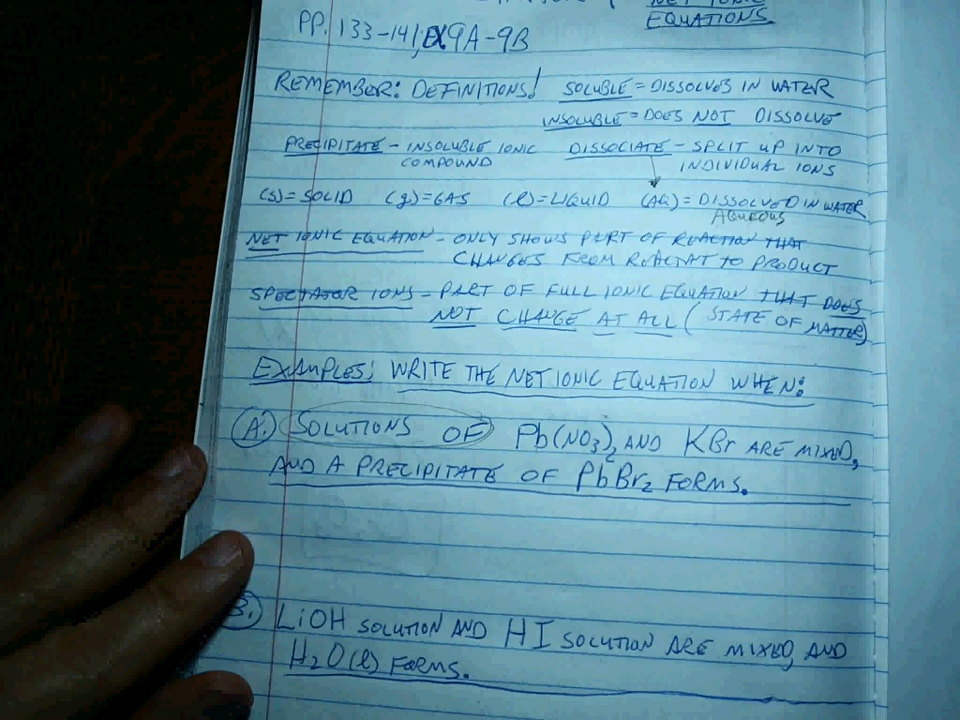 NET IONIC
EQUATIONS
PP. 133-141; EX 9A-9B
REMEMBER: DEFINITIONS! SOLUBLE = DISSOLVES IN WATER
INSOLUBLE = DOES NOT DISSOLVE
PRECIPITATE - INSOLUBLE IONIC COMPOUND
DISSOCIATE - SPLIT UP INTO INDIVIDUAL IONS
(s) = SOLID (g) = GAS (l) = LIQUID (AQ) = DISSOLVED IN WATER
AQUEOUS
NET IONIC EQUATION - ONLY SHOWS PART OF REACTION THAT
CHANGES FROM REACTAT TO PRODUCT
SPECTATOR IONS - PART OF FULL IONIC EQUATION THAT DOES
NOT CHANGE AT ALL (STATE OF MATTER)
EXAMPLES; WRITE THE NET IONIC EQUATION WHEN:
A. SOLUTIONS OF Pb(NO3)2 AND KBr ARE MIXED,
AND A PRECIPITATE OF PbBr2 FORMS.
B. LiOH SOLUTION AND HI SOLUTION ARE MIXED, AND
H2O(l) FORMS.